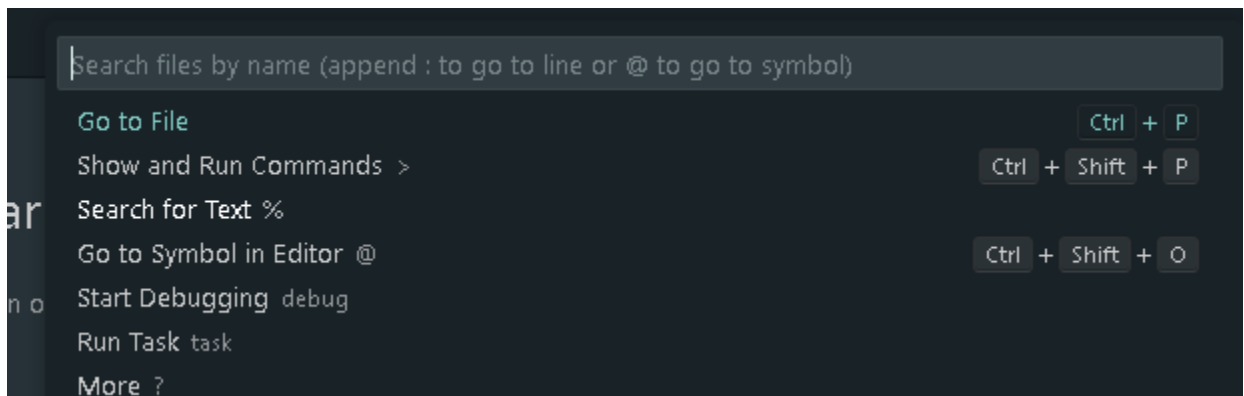 Search files by name (append : to go to line or @ to go to symbol)
Go to File Ctrl + P
Show and Run Commands > Ctrl + Shift + P
ar
Search for Text %
Go to Symbol in Editor @ Ctrl + Shift + O
n o
Start Debugging debug
Run Task task
More ?